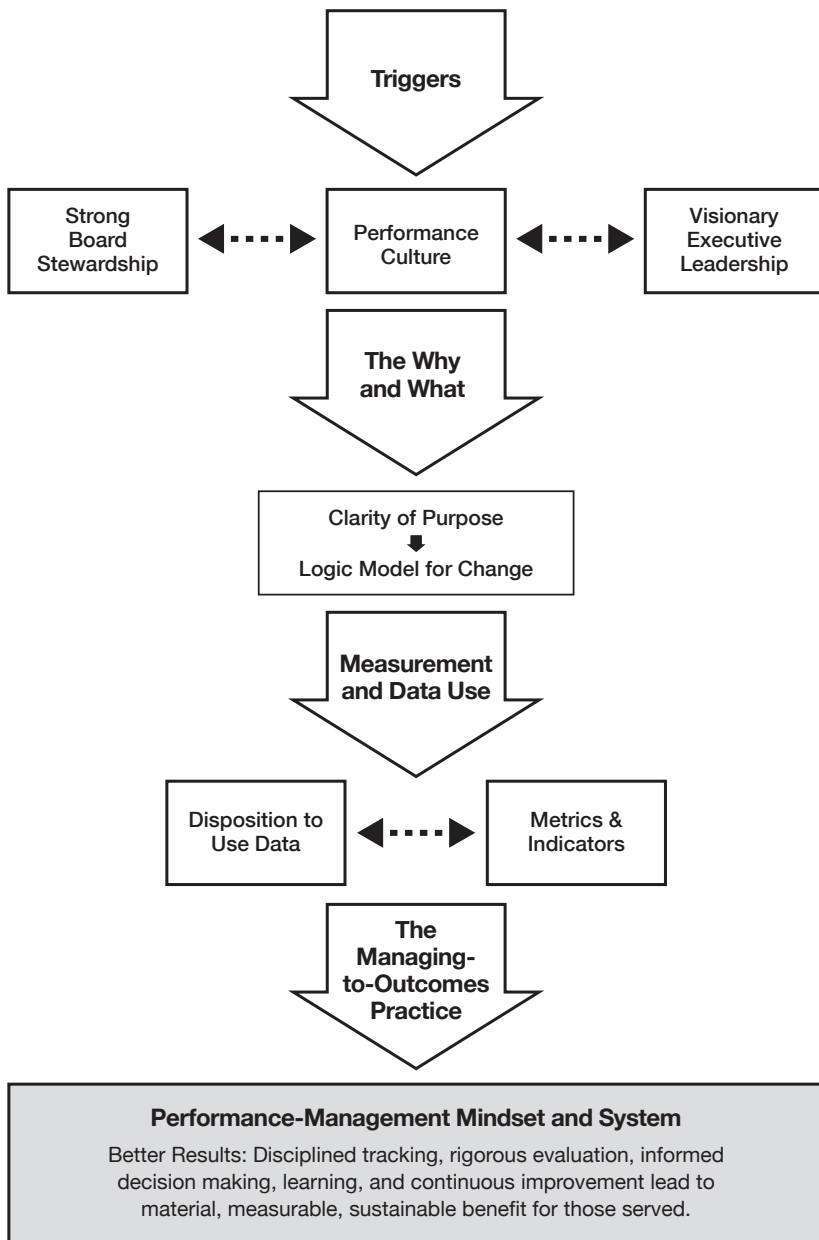 Triggers
Strong
Board
Stewardship
Performance
Culture
Visionary
Executive
Leadership
The Why
and What
Clarity of Purpose
Logic Model for Change
Measurement
and Data Use
Disposition to
Use Data
Metrics &
Indicators
The
Managing-
to-Outcomes
Practice
Performance-Management Mindset and System
Better Results: Disciplined tracking, rigorous evaluation, informed
decision making, learning, and continuous improvement lead to
material, measurable, sustainable benefit for those served.